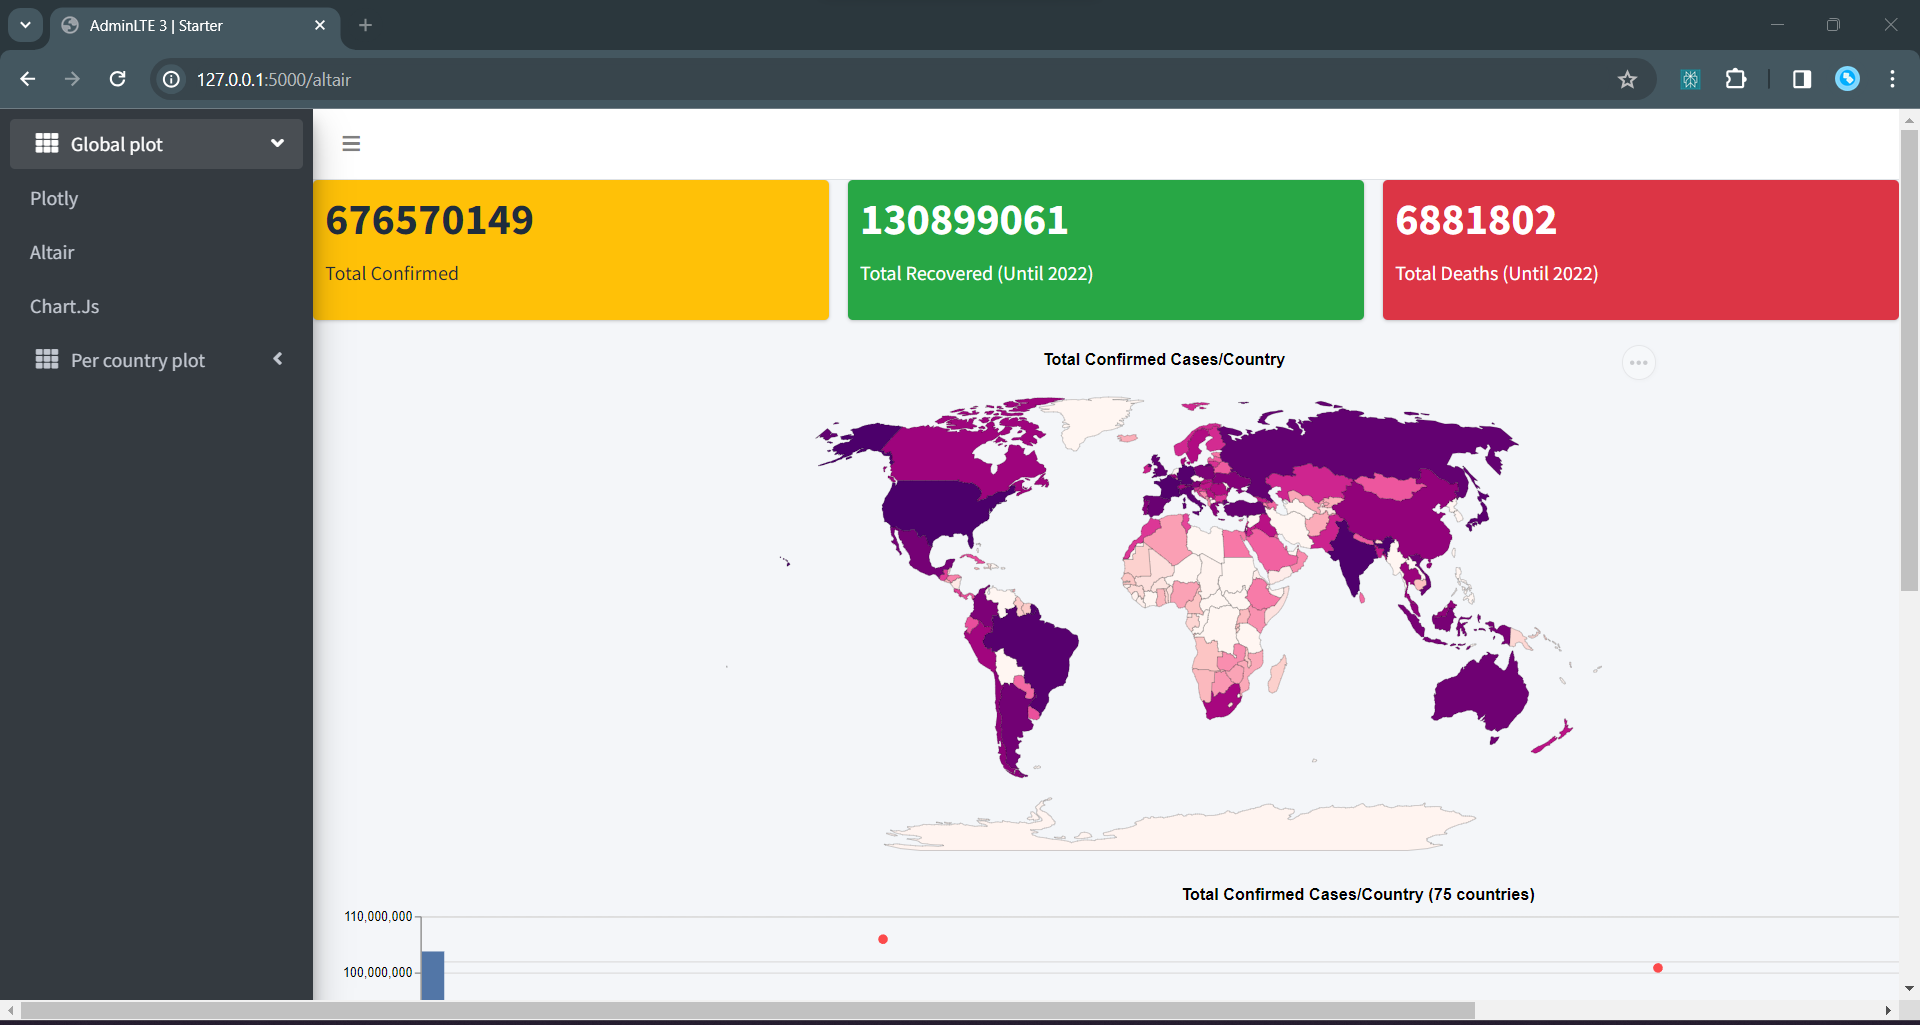 AdminLTE 3 | Starter
127.0.0.1:5000/altair
Global plot
Plotly
Altair
Chart.Js
Per country plot
676570149
Total Confirmed
130899061
Total Recovered (Until 2022)
6881802
Total Deaths (Until 2022)
Total Confirmed Cases/Country
Total Confirmed Cases/Country (75 countries)
110,000,000
100,000,000